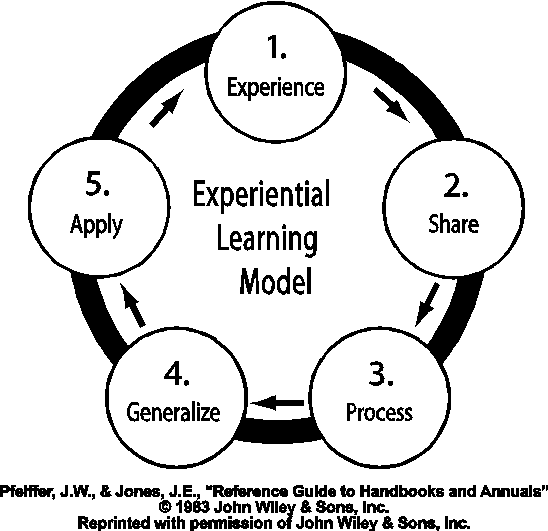 1.
Experience
2.
Share
3.
Process
4.
Generalize
5.
Apply
Experiential
Learning
Model
Pfeiffer, J.W., & Jones, J.E., "Reference Guide to Handbooks and Annuals"
© 1983 John Wiley & Sons, Inc.
Reprinted with permission of John Wiley & Sons, Inc.